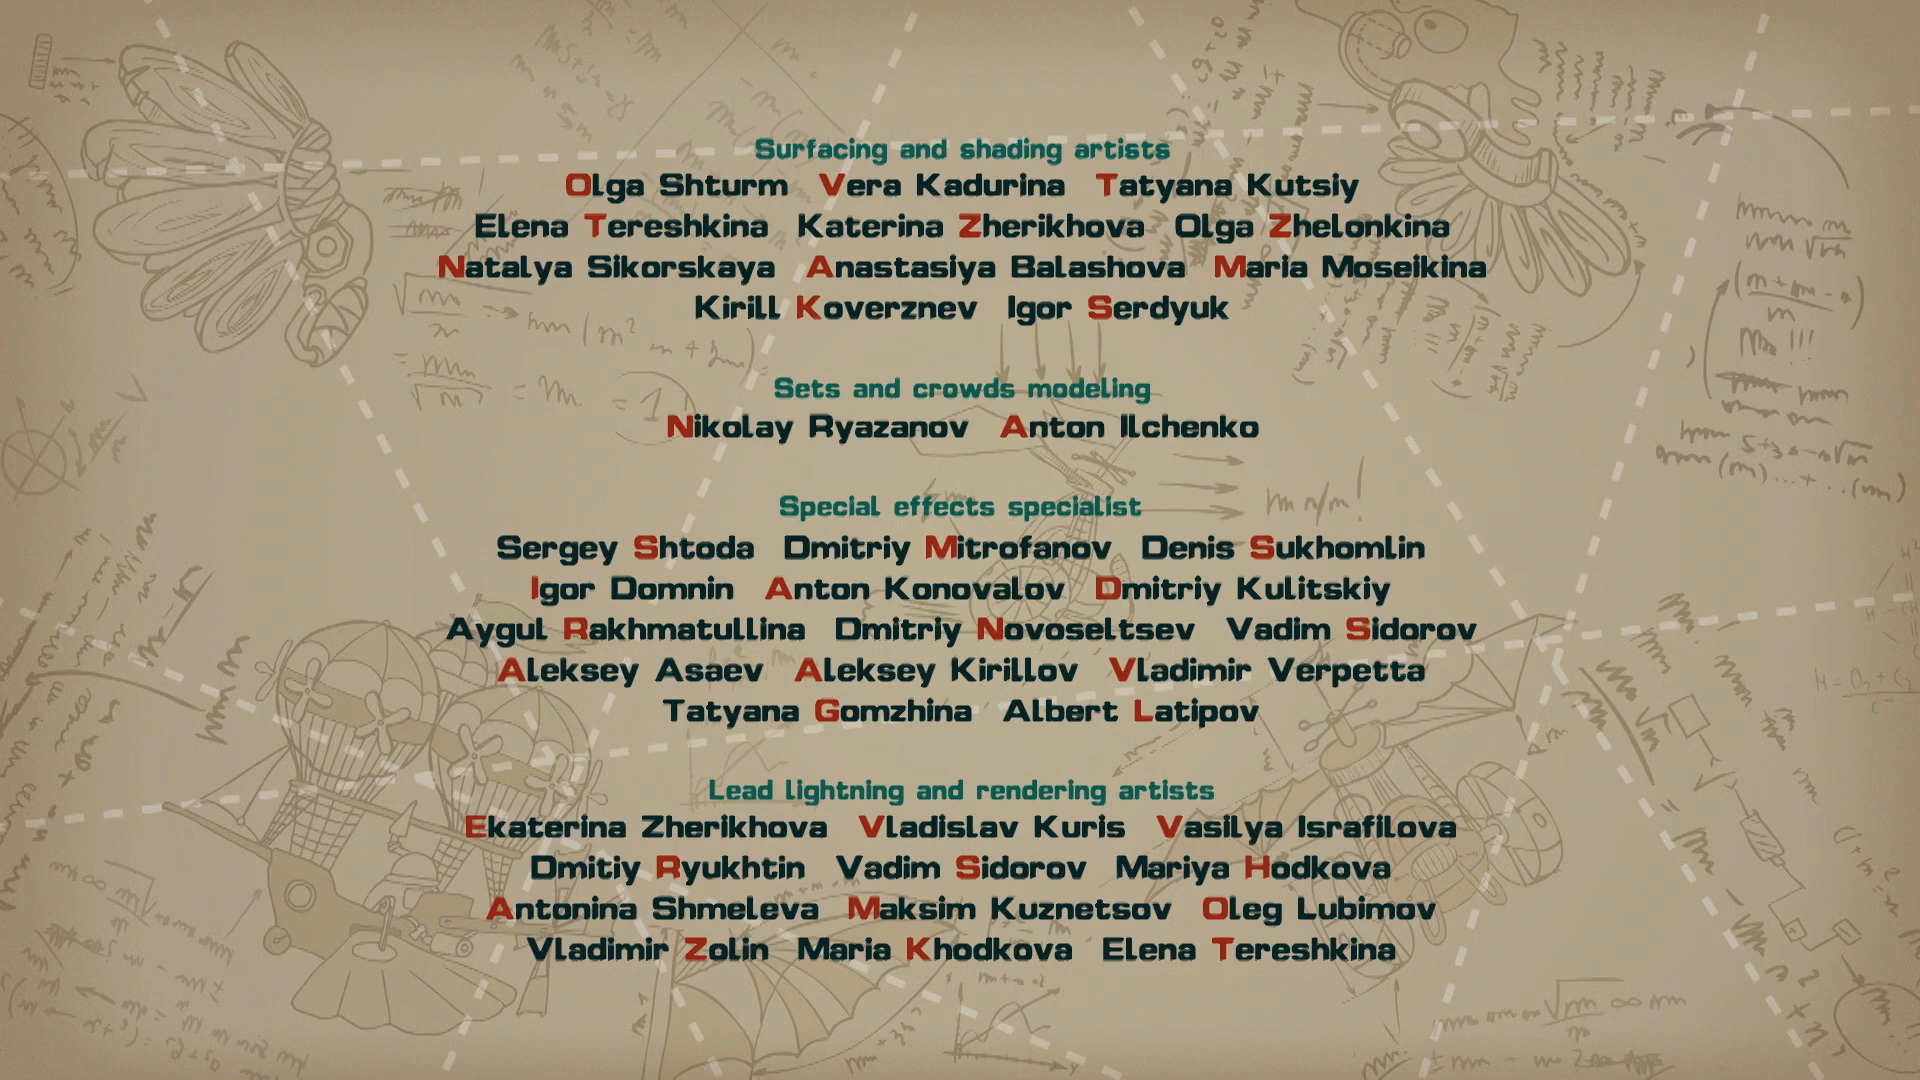 Surfacing and shading artists
Olga Shturm Vera Kadurina Tatyana Kutsiy
Elena Tereshkina Katerina Zherikhova Olga Zhelonkina
Natalya Sikorskaya Anastasiya Balashova Maria Moseikina
Kirill Koverznev Igor Serdyuk
Sets and crowds modeling
Nikolay Ryazanov Anton Ilchenko
Special effects specialist
Sergey Shtoda Dmitriy Mitrofanov Denis Sukhomlin
Igor Domnin Anton Konovalov Dmitriy Kulitskiy
Aygul Rakhmatullina Dmitriy Novoseltsev Vadim Sidorov
Aleksey Asaev Aleksey Kirillov Vladimir Verpetta
Tatyana Gomzhina Albert Latipov
Lead lightning and rendering artists
Ekaterina Zherikhova Vladislav Kuris Vasilya Israfilova
Dmitiy Ryukhtin Vadim Sidorov Mariya Hodkova
Antonina Shmeleva Maksim Kuznetsov Oleg Lubimov
Vladimir Zolin Maria Khodkova Elena Tereshkina